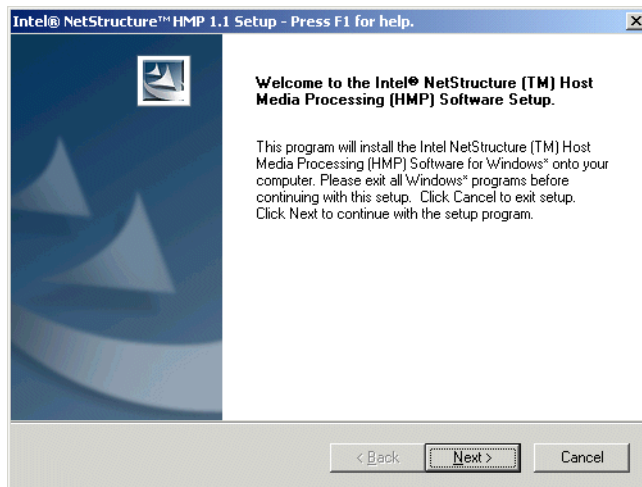 Intel® NetStructure™ HMP 1.1 Setup - Press F1 for help.
Welcome to the Intel® NetStructure (TM) Host
Media Processing (HMP) Software Setup.
This program will install the Intel NetStructure (TM) Host
Media Processing (HMP) Software for Windows* onto your
computer. Please exit all Windows* programs before
continuing with this setup. Click Cancel to exit setup.
Click Next to continue with the setup program.
< Back
Next >
Cancel